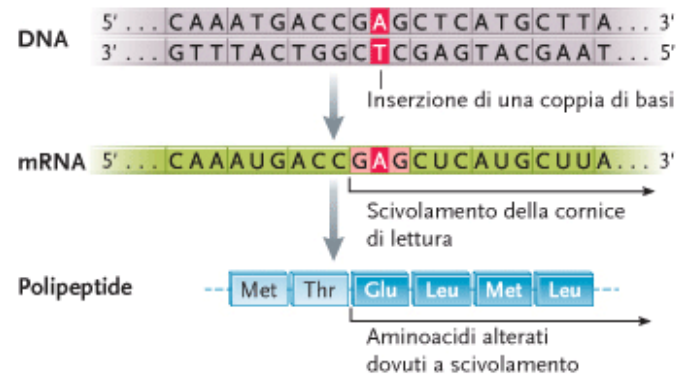 DNA
5' ... C A A A T G A C C G A G C T C A T G C T T A ... 3'
3' ... G T T T A C T G G C T C G A G T A C G A A T ... 5'
Inserzione di una coppia di basi
mRNA 5' ... C A A A U G A C C G A G C U C A U G C U U A ... 3'
Scivolamento della cornice
di lettura
Polipeptide Met Thr Glu Leu Met Leu
Aminoacidi alterati
dovuti a scivolamento